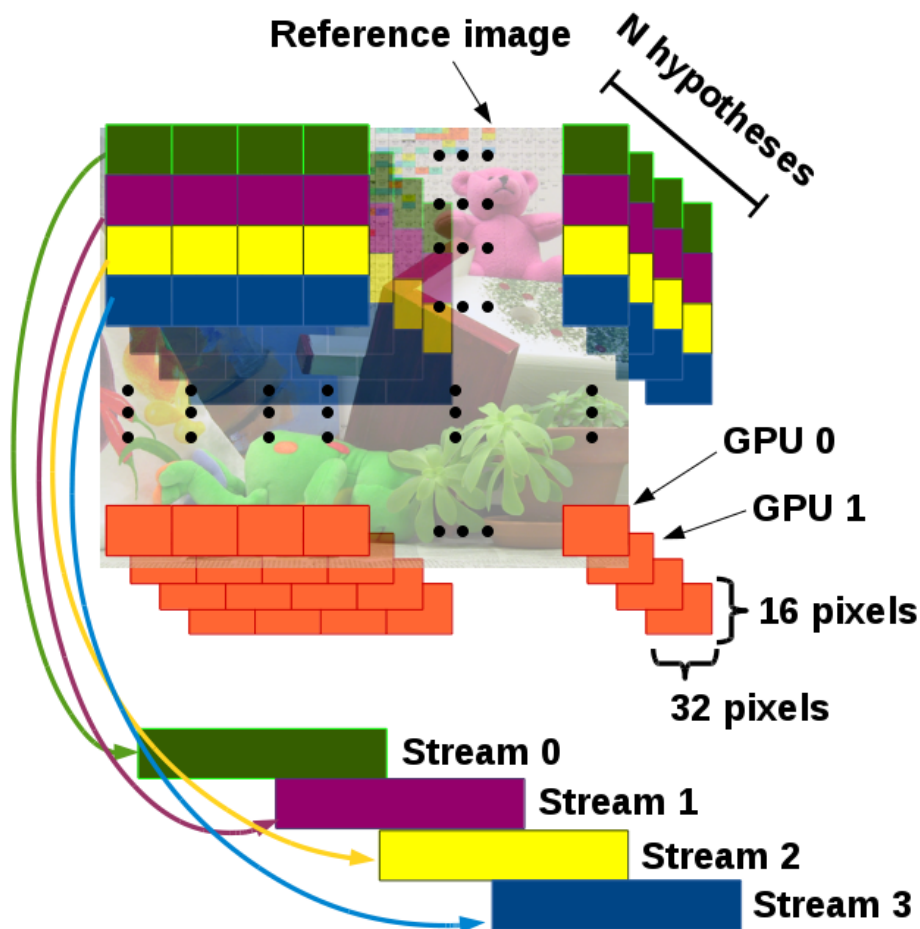 Reference image
N hypotheses
GPU 0
GPU 1
16 pixels
32 pixels
Stream 0
Stream 1
Stream 2
Stream 3